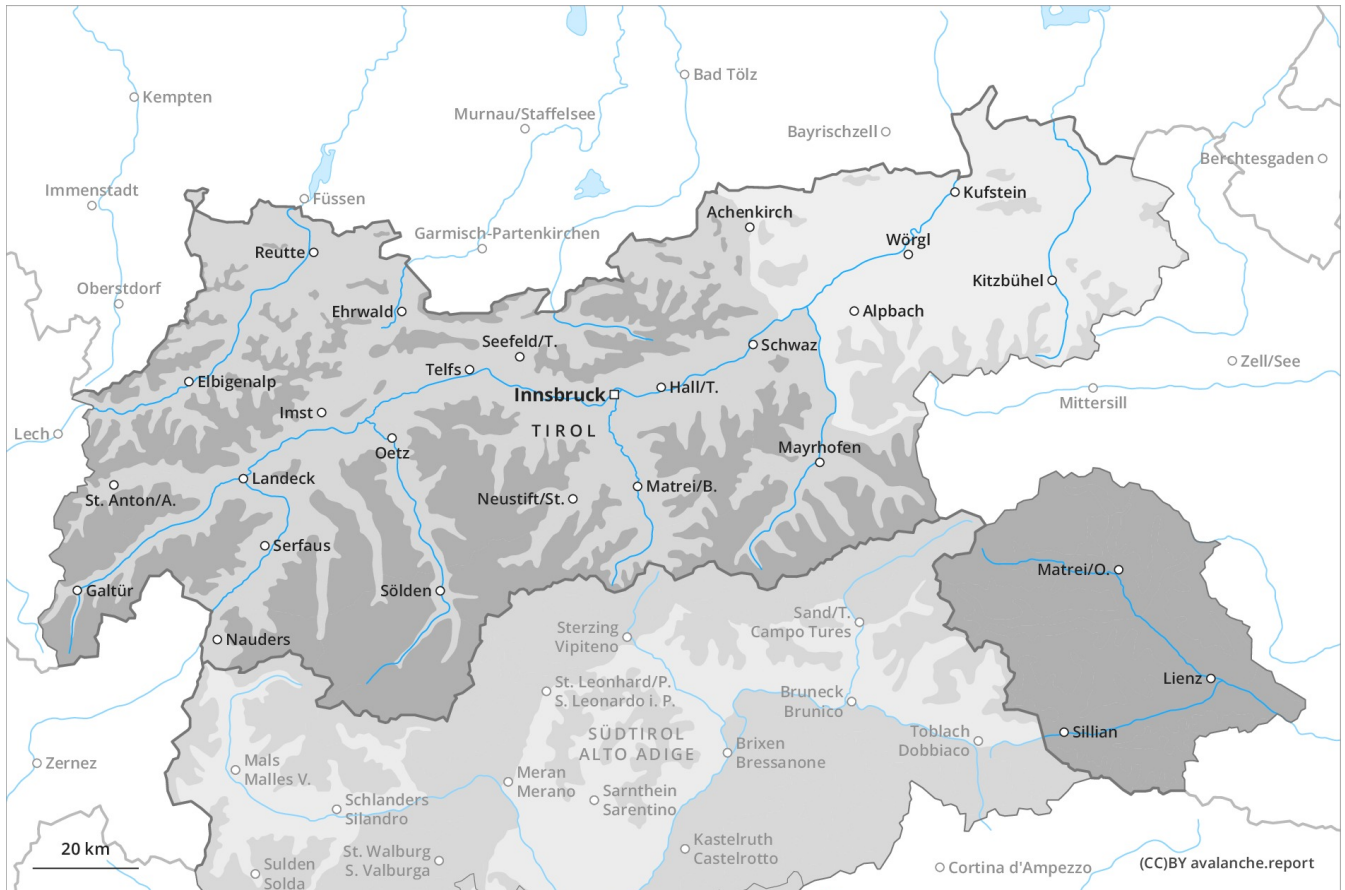 Bad Tölz
Kempten
Murnau/Staffelsee
Bayrischzell
Berchtesgaden
Immenstadt
Füssen
Kufstein
Achenkirch
Garmisch-Partenkirchen
Wörgl
Reutte
Oberstdorf
Kitzbühel
Ehrwald
Alpbach
Seefeld/T.
Schwaz
Zell/See
Telfs
Elbigenalp
Hall/T.
Innsbruck
Mittersill
Imst
TIROL
Lech
Oetz
Mayrhofen
Landeck
Matrei/B.
St. Anton/A.
Neustift/St.
Serfaus
Matrei/O.
Galtür
Sölden
Sand/T.
Campo Tures
Sterzing
Vipiteno
Nauders
Lienz
St. Leonhard/P.
S. Leonardo i. P.
Bruneck
Brunico
Sillian
Toblach
Dobbiaco
SÜDTIROL
ALTO ADIGE
Brixen
Bressanone
Zernez
Mals
Malles V.
Meran
Merano
Sarnthein
Sarentino
Schlanders
Silandro
Kastelruth
Castelrotto
20 km
St. Walburg
S. Valburga
Sulden
Solda
Cortina d'Ampezzo
(CC)BY avalanche.report